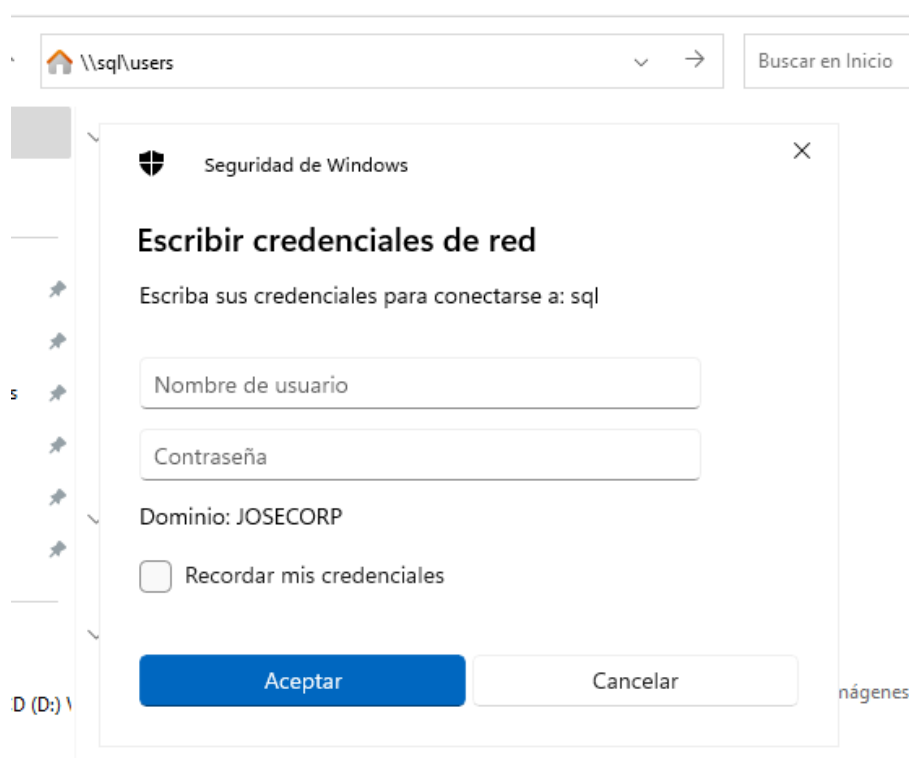 \\sql\users
Buscar en Inicio
Seguridad de Windows
Escribir credenciales de red
Escriba sus credenciales para conectarse a: sql
Nombre de usuario
s
Contraseña
Dominio: JOSECORP
Recordar mis credenciales
Aceptar
Cancelar
D (D:)
mágenes